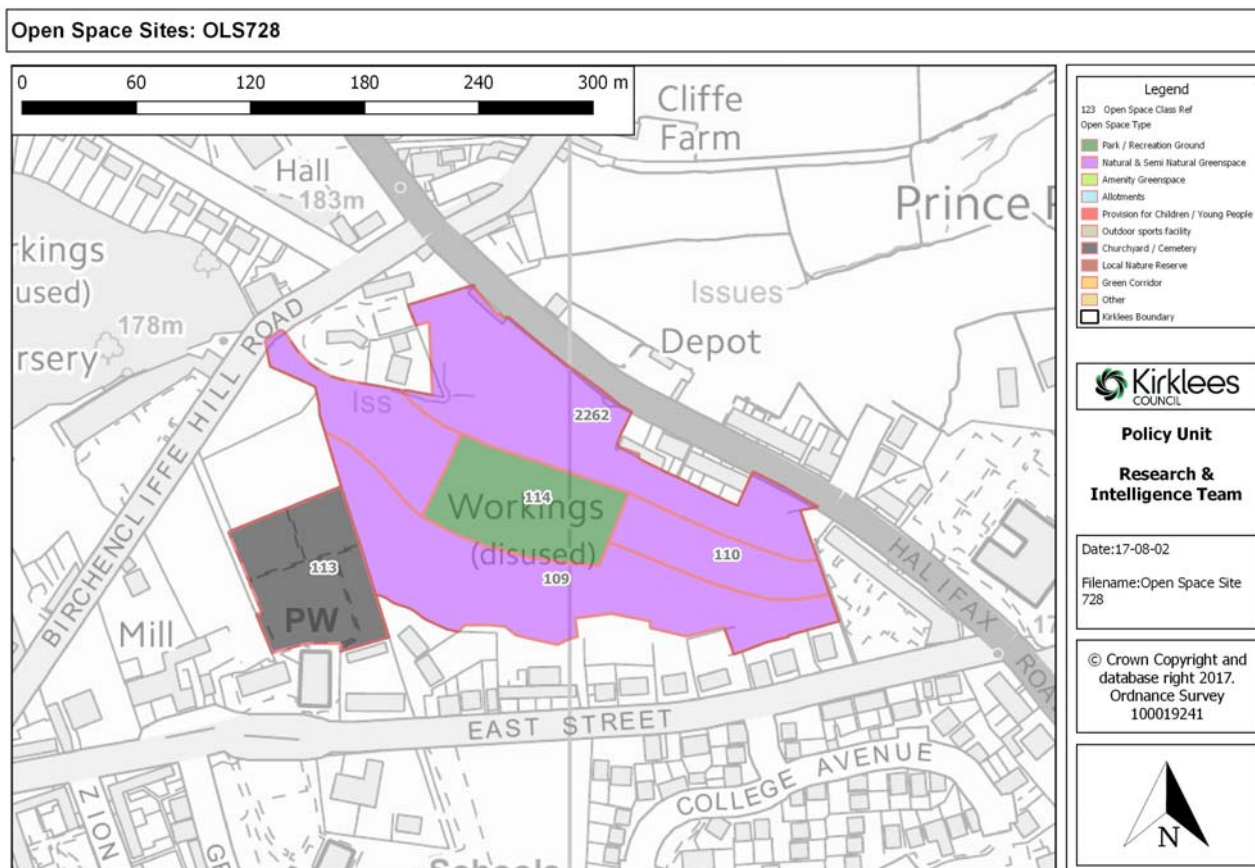 Open Space Sites: OLS728
0 60 120 180 240 300 m
Cliffe
Farm
Hall
183m
Prince
rkings
used)
178m
rsery
Issues
Depot
Iss
2262
114
Workings
(disused)
110
109
113
PW
Mill
BIRCHENCLIFFE HILL ROAD
HALIFAX ROAD
EAST STREET
COLLEGE AVENUE
ZION
Schools
Legend
123 Open Space Class Ref
Open Space Type
Park / Recreation Ground
Natural & Semi Natural Greenspace
Amenity Greenspace
Allotments
Provision for Children / Young People
Outdoor sports facility
Churchyard / Cemetery
Local Nature Reserve
Green Corridor
Other
Kirklees Boundary
Kirklees
COUNCIL
Policy Unit
Research &
Intelligence Team
Date:17-08-02
Filename:Open Space Site
728
© Crown Copyright and
database right 2017.
Ordnance Survey
100019241
N